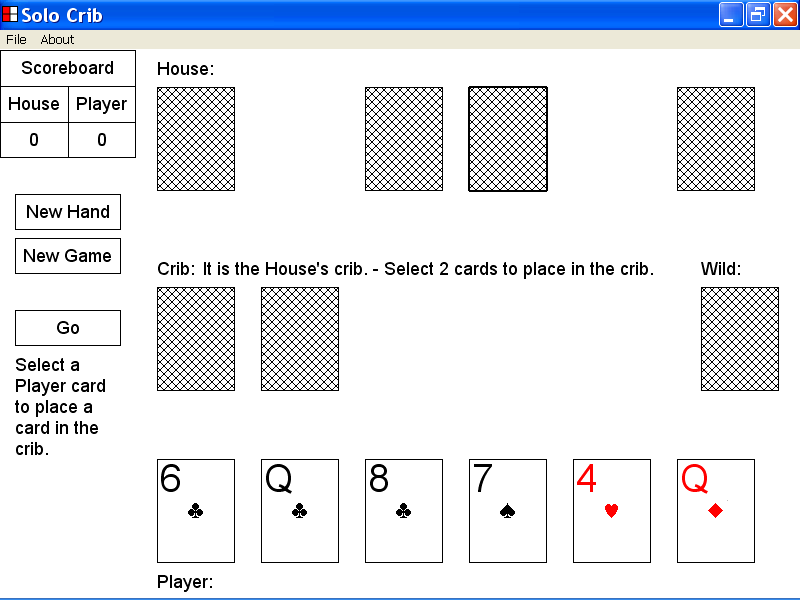 Solo Crib
File About
Scoreboard
House Player
0 0
New Hand
New Game
Go
Select a
Player card
to place a
card in the
crib.
House:
Crib: It is the House's crib. - Select 2 cards to place in the crib.
Wild:
6 Q 8 7 4 Q
Player: